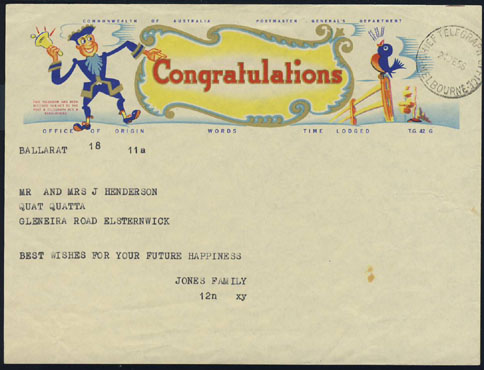 COMMONWEALTH OF AUSTRALIA POSTMASTER GENERAL'S DEPARTMENT
Congratulations
OFFICE OF ORIGIN WORDS TIME LODGED T.G. 42 G
BALLARAT 18 11a
MR AND MRS J HENDERSON
QUAT QUATTA
GLENEIRA ROAD ELSTERNWICK
BEST WISHES FOR YOUR FUTURE HAPPINESS
JONES FAMILY
12n xy